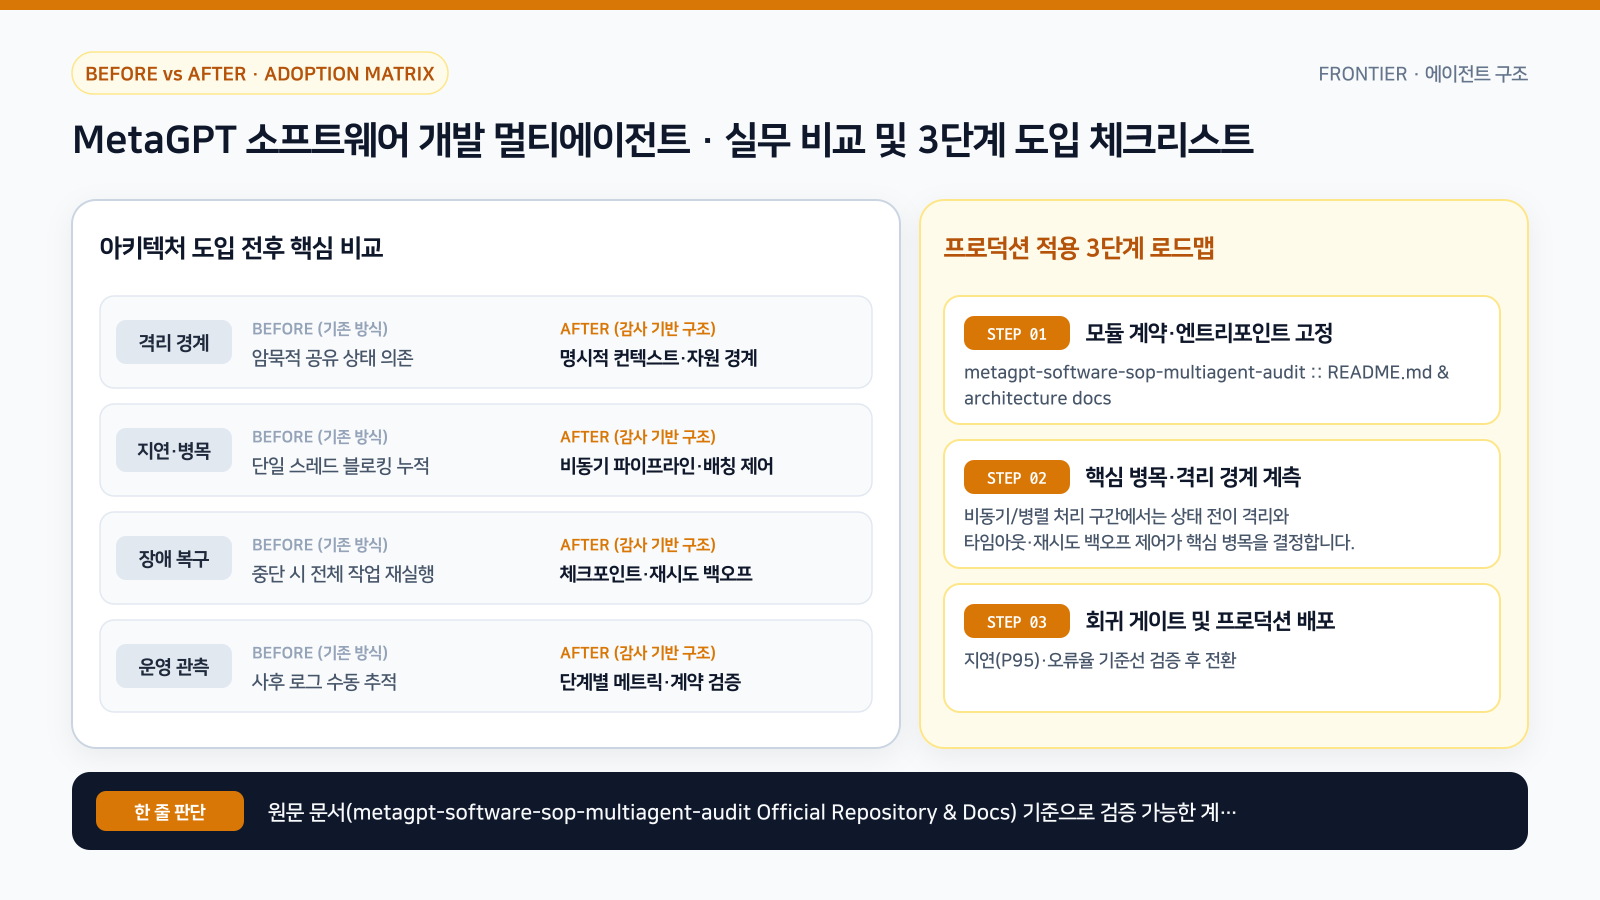 BEFORE vs AFTER · ADOPTION MATRIX
FRONTIER · 에이전트 구조
MetaGPT 소프트웨어 개발 멀티에이전트 · 실무 비교 및 3단계 도입 체크리스트
아키텍처 도입 전후 핵심 비교
격리 경계
BEFORE (기존 방식)
암묵적 공유 상태 의존
AFTER (감사 기반 구조)
명시적 컨텍스트·자원 경계
지연·병목
BEFORE (기존 방식)
단일 스레드 블로킹 누적
AFTER (감사 기반 구조)
비동기 파이프라인·배칭 제어
장애 복구
BEFORE (기존 방식)
중단 시 전체 작업 재실행
AFTER (감사 기반 구조)
체크포인트·재시도 백오프
운영 관측
BEFORE (기존 방식)
사후 로그 수동 추적
AFTER (감사 기반 구조)
단계별 메트릭·계약 검증
프로덕션 적용 3단계 로드맵
STEP 01 모듈 계약·엔트리포인트 고정
metagpt-software-sop-multiagent-audit :: README.md &
architecture docs
STEP 02 핵심 병목·격리 경계 계측
비동기/병렬 처리 구간에서는 상태 전이 격리와
타임아웃·재시도 백오프 제어가 핵심 병목을 결정합니다.
STEP 03 회귀 게이트 및 프로덕션 배포
지연(P95)·오류율 기준선 검증 후 전환
한 줄 판단
원문 문서(metagpt-software-sop-multiagent-audit Official Repository & Docs) 기준으로 검증 가능한 계…